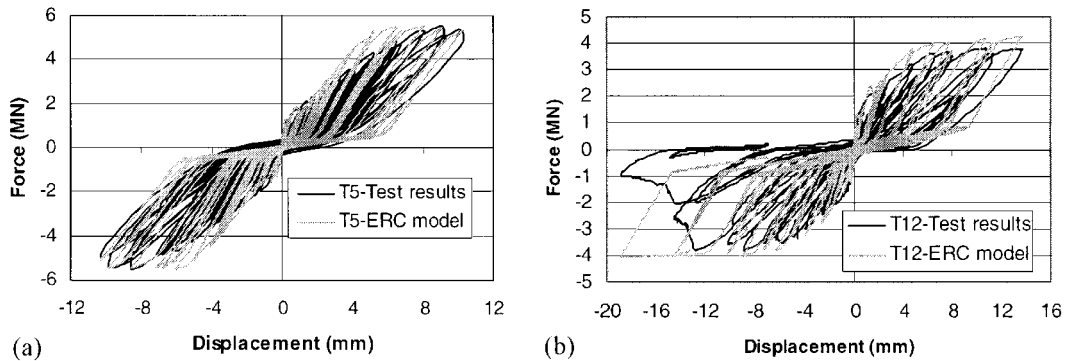 6
4
2
0
-2
-4
-6
Force (MN)
T5-Test results
T5-ERC model
-12 -8 -4 0 4 8 12
Displacement (mm)
(a)
5
4
3
2
1
0
-1
-2
-3
-4
-5
Force (MN)
T12-Test results
T12-ERC model
-20 -16 -12 -8 -4 0 4 8 12 16
Displacement (mm)
(b)